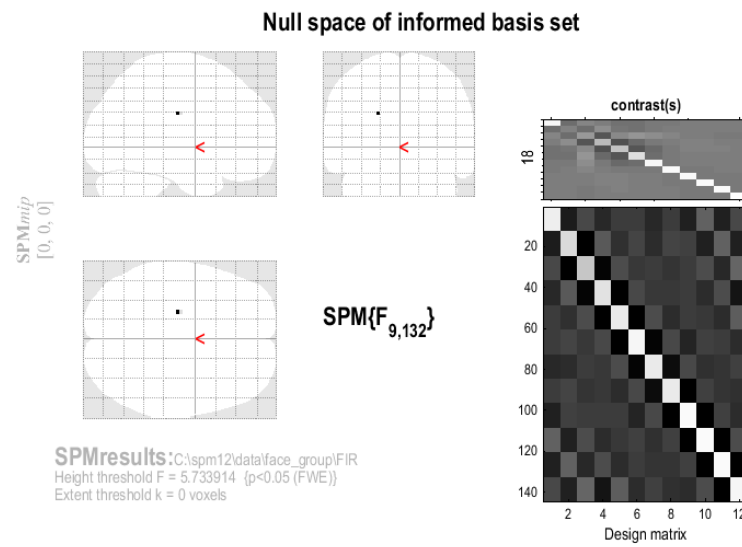 Null space of informed basis set
<
<
SPMmip
[0, 0, 0]
<
SPM{F9,132}
contrast(s)
18
20
40
60
80
100
120
140
2 4 6 8 10 12
Design matrix
SPMresults: C:\spm12\data\face_group\FIR
Height threshold F = 5.733914 {p<0.05 (FWE)}
Extent threshold k = 0 voxels